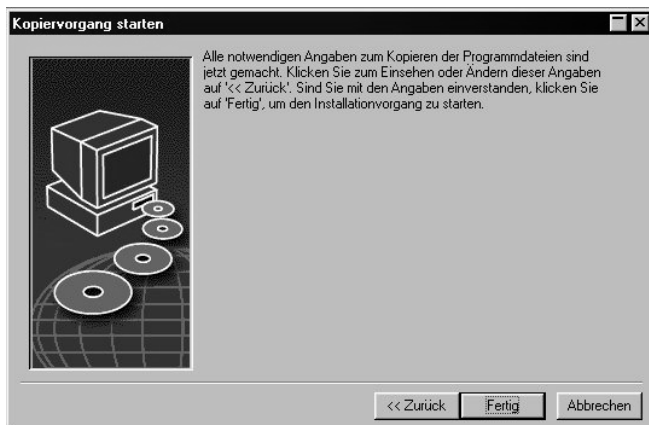 Kopiervorgang starten
Alle notwendigen Angaben zum Kopieren der Programmdateien sind
jetzt gemacht. Klicken Sie zum Einsehen oder Ändern dieser Angaben
auf '<< Zurück'. Sind Sie mit den Angaben einverstanden, klicken Sie
auf 'Fertig', um den Installationvorgang zu starten.
<< Zurück
Fertig
Abbrechen